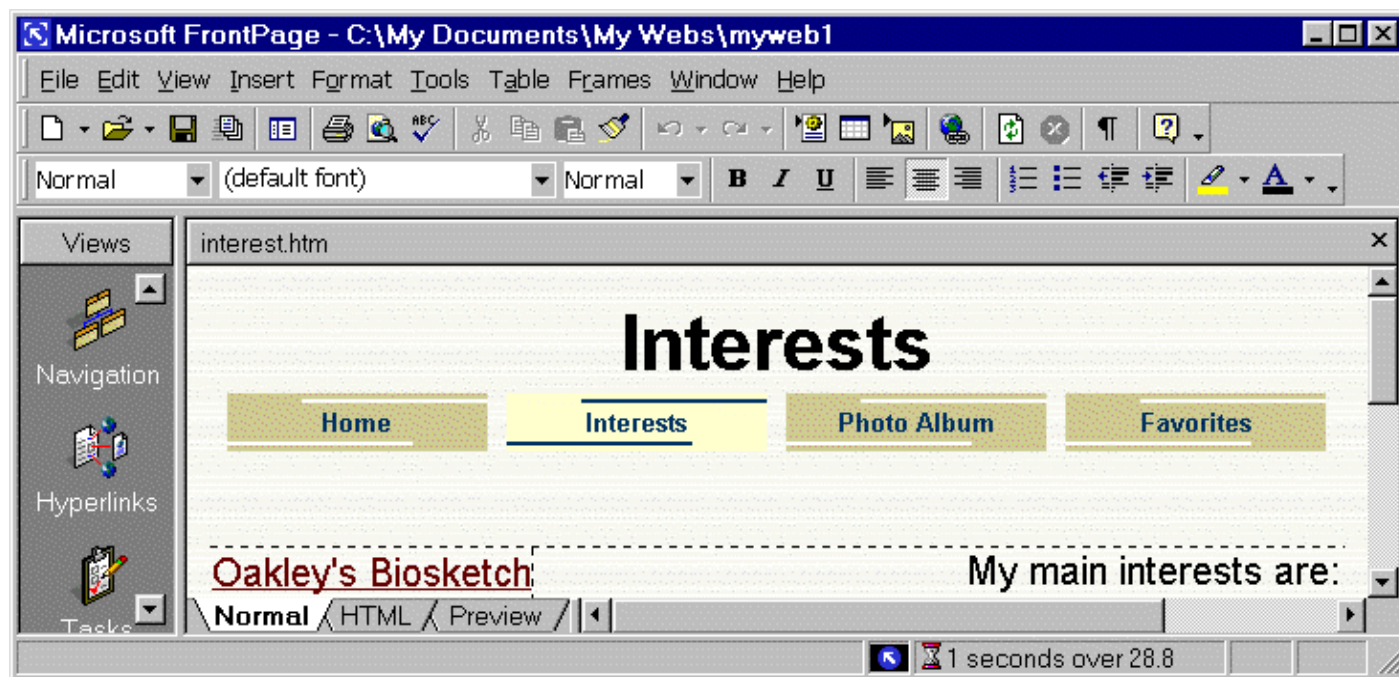 Microsoft FrontPage - C:\My Documents\My Webs\myweb1
File Edit View Insert Format Tools Table Frames Window Help
ABC
Normal (default font) Normal B I U A
Views interest.htm
Interests
Navigation
Home Interests Photo Album Favorites
Hyperlinks
Oakley's Biosketch My main interests are:
Tasks Normal HTML Preview
1 seconds over 28.8